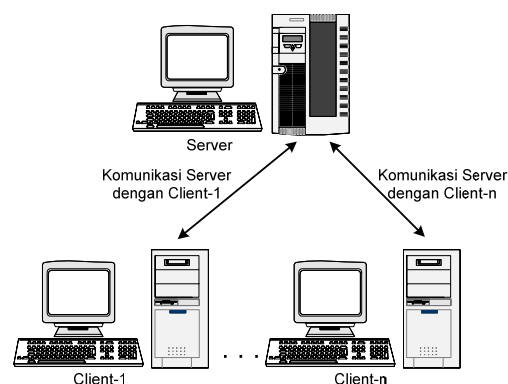 Server
Komunikasi Server
dengan Client-1
Komunikasi Server
dengan Client-n
. . .
Client-1
Client-n